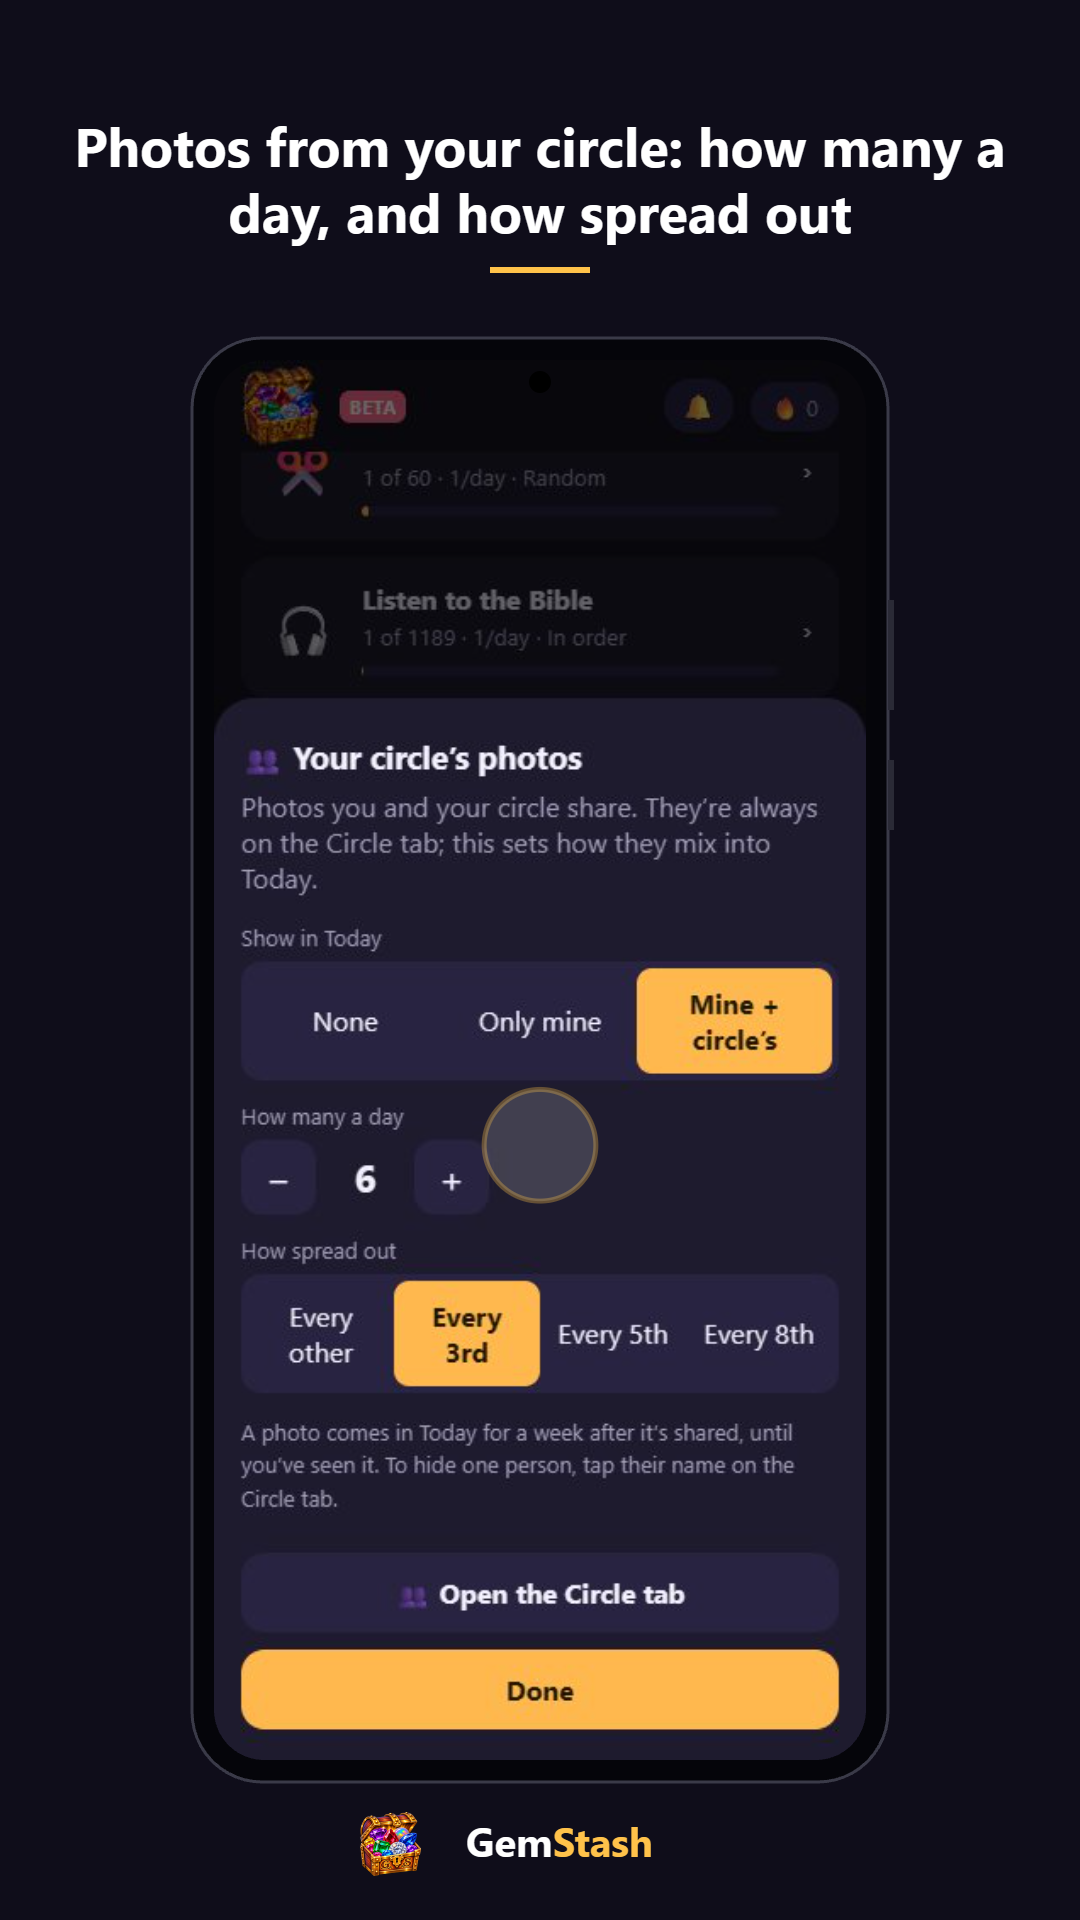 Photos from your circle: how many a
day, and how spread out
BETA
0
1 of 60 · 1/day · Random
Listen to the Bible
1 of 1189 · 1/day · In order
Your circle’s photos
Photos you and your circle share. They’re always
on the Circle tab; this sets how they mix into
Today.
Show in Today
None
Only mine
Mine +
circle’s
How many a day
–
6
+
How spread out
Every
other
Every
3rd
Every 5th
Every 8th
A photo comes in Today for a week after it’s shared, until
you’ve seen it. To hide one person, tap their name on the
Circle tab.
Open the Circle tab
Done
GemStash